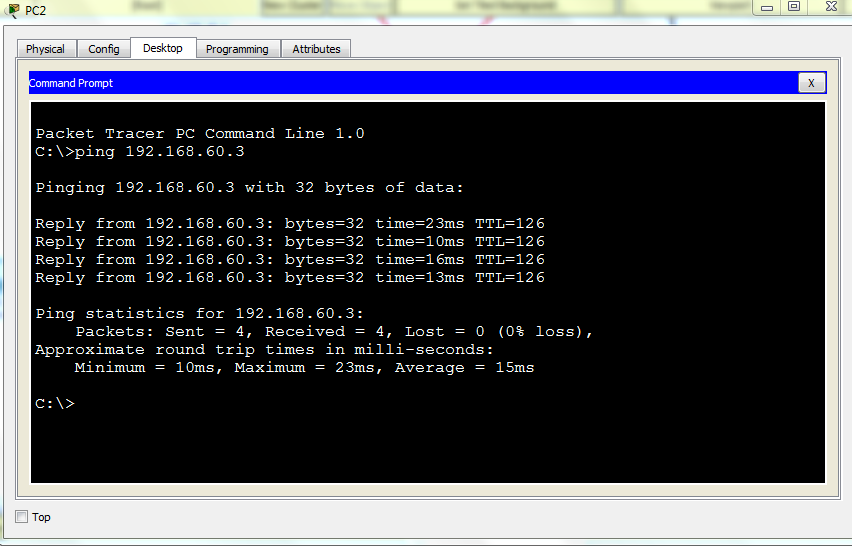 PC2
Physical Config Desktop Programming Attributes
Command Prompt X
Packet Tracer PC Command Line 1.0
C:\>ping 192.168.60.3
Pinging 192.168.60.3 with 32 bytes of data:
Reply from 192.168.60.3: bytes=32 time=23ms TTL=126
Reply from 192.168.60.3: bytes=32 time=10ms TTL=126
Reply from 192.168.60.3: bytes=32 time=16ms TTL=126
Reply from 192.168.60.3: bytes=32 time=13ms TTL=126
Ping statistics for 192.168.60.3:
Packets: Sent = 4, Received = 4, Lost = 0 (0% loss),
Approximate round trip times in milli-seconds:
Minimum = 10ms, Maximum = 23ms, Average = 15ms
C:\>
Top